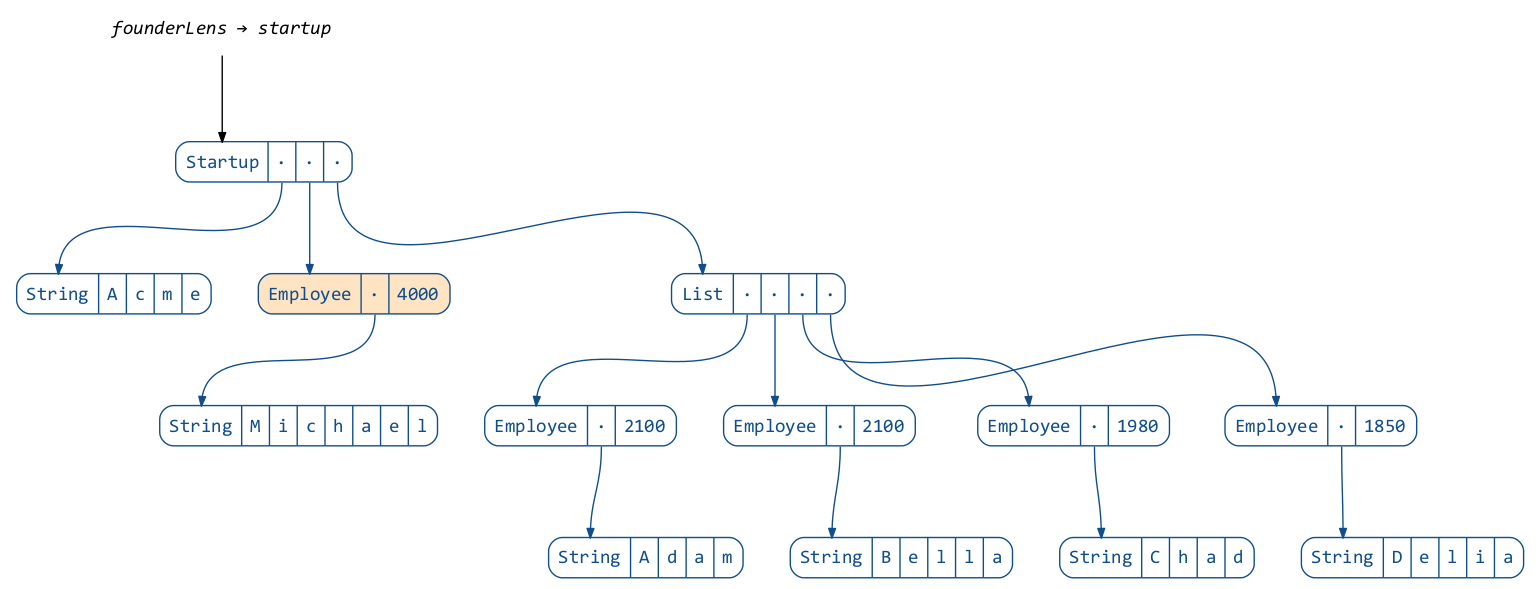 founderLens → startup
Startup · · ·
String A c m e
Employee · 4000
List · · · ·
String M i c h a e l
Employee · 2100
Employee · 2100
Employee · 1980
Employee · 1850
String A d a m
String B e l l a
String C h a d
String D e l i a